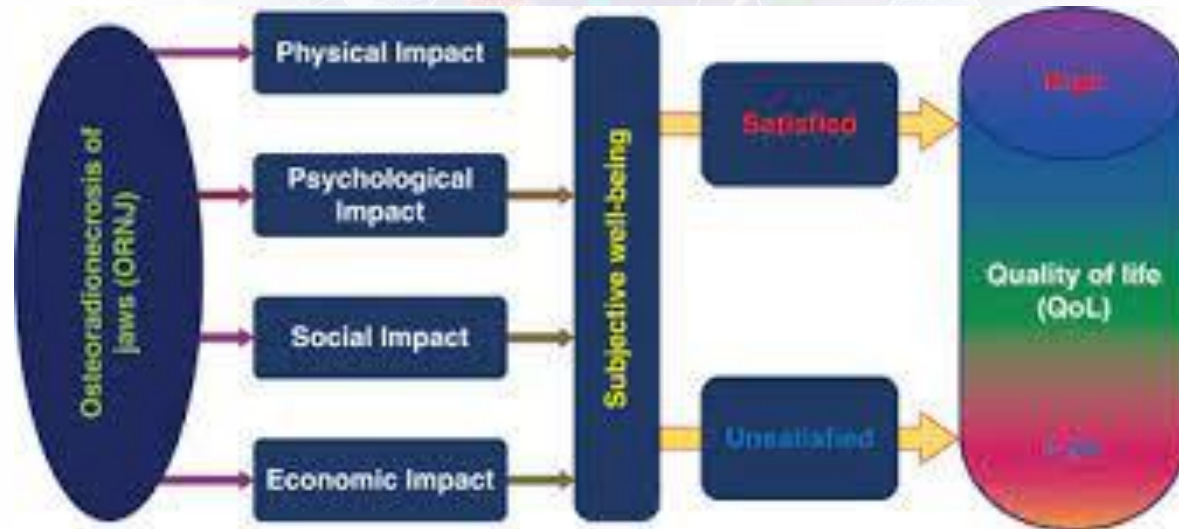 Osteoradionecrosis of
jaws (ORNJ)
Physical Impact
Psychological
Impact
Social Impact
Economic Impact
Subjective well-being
Satisfied
Unsatisfied
Quality of life
(QoL)